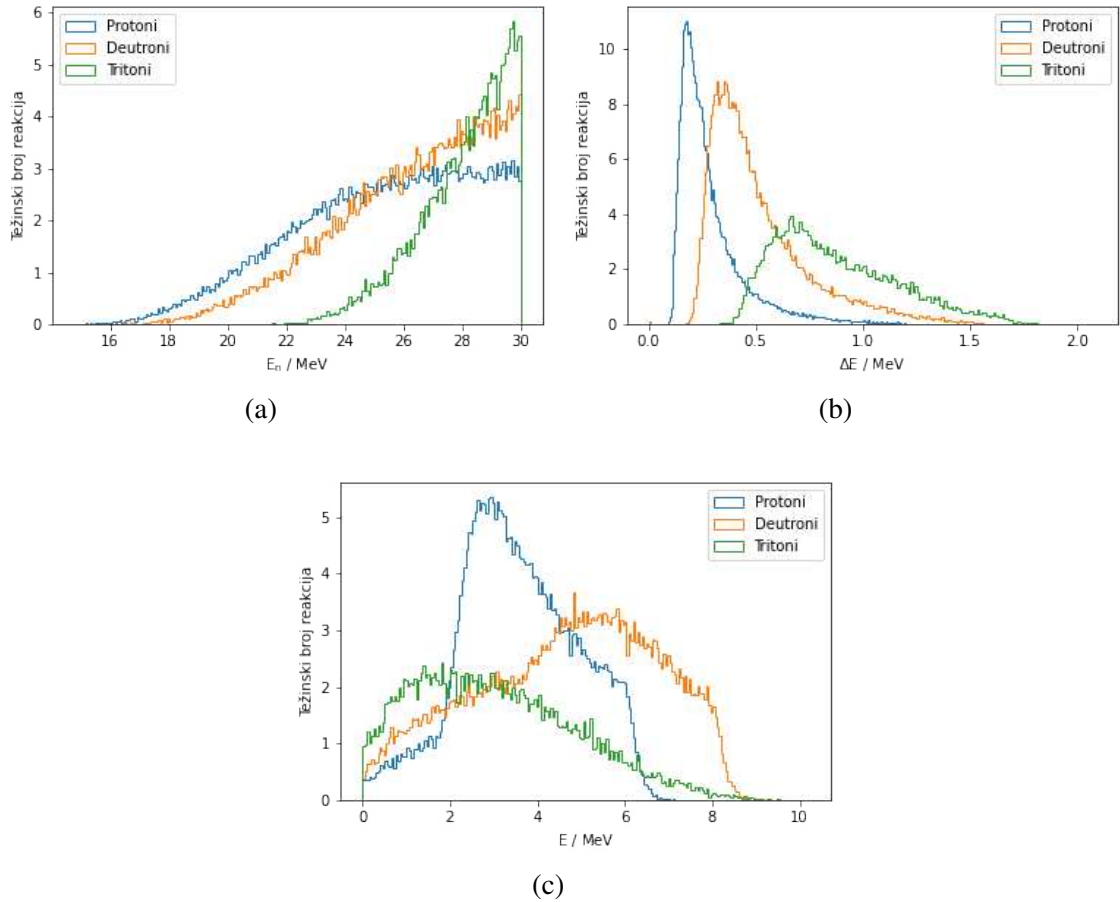 Težinski broj reakcija
6
5
4
3
2
1
0
Protoni
Deutroni
Tritoni
16 18 20 22 24 26 28 30
Eₙ / MeV
(a)
Težinski broj reakcija
10
8
6
4
2
0
Protoni
Deutroni
Tritoni
0.0 0.5 1.0 1.5 2.0
ΔE / MeV
(b)
Težinski broj reakcija
5
4
3
2
1
0
Protoni
Deutroni
Tritoni
0 2 4 6 8 10
E / MeV
(c)